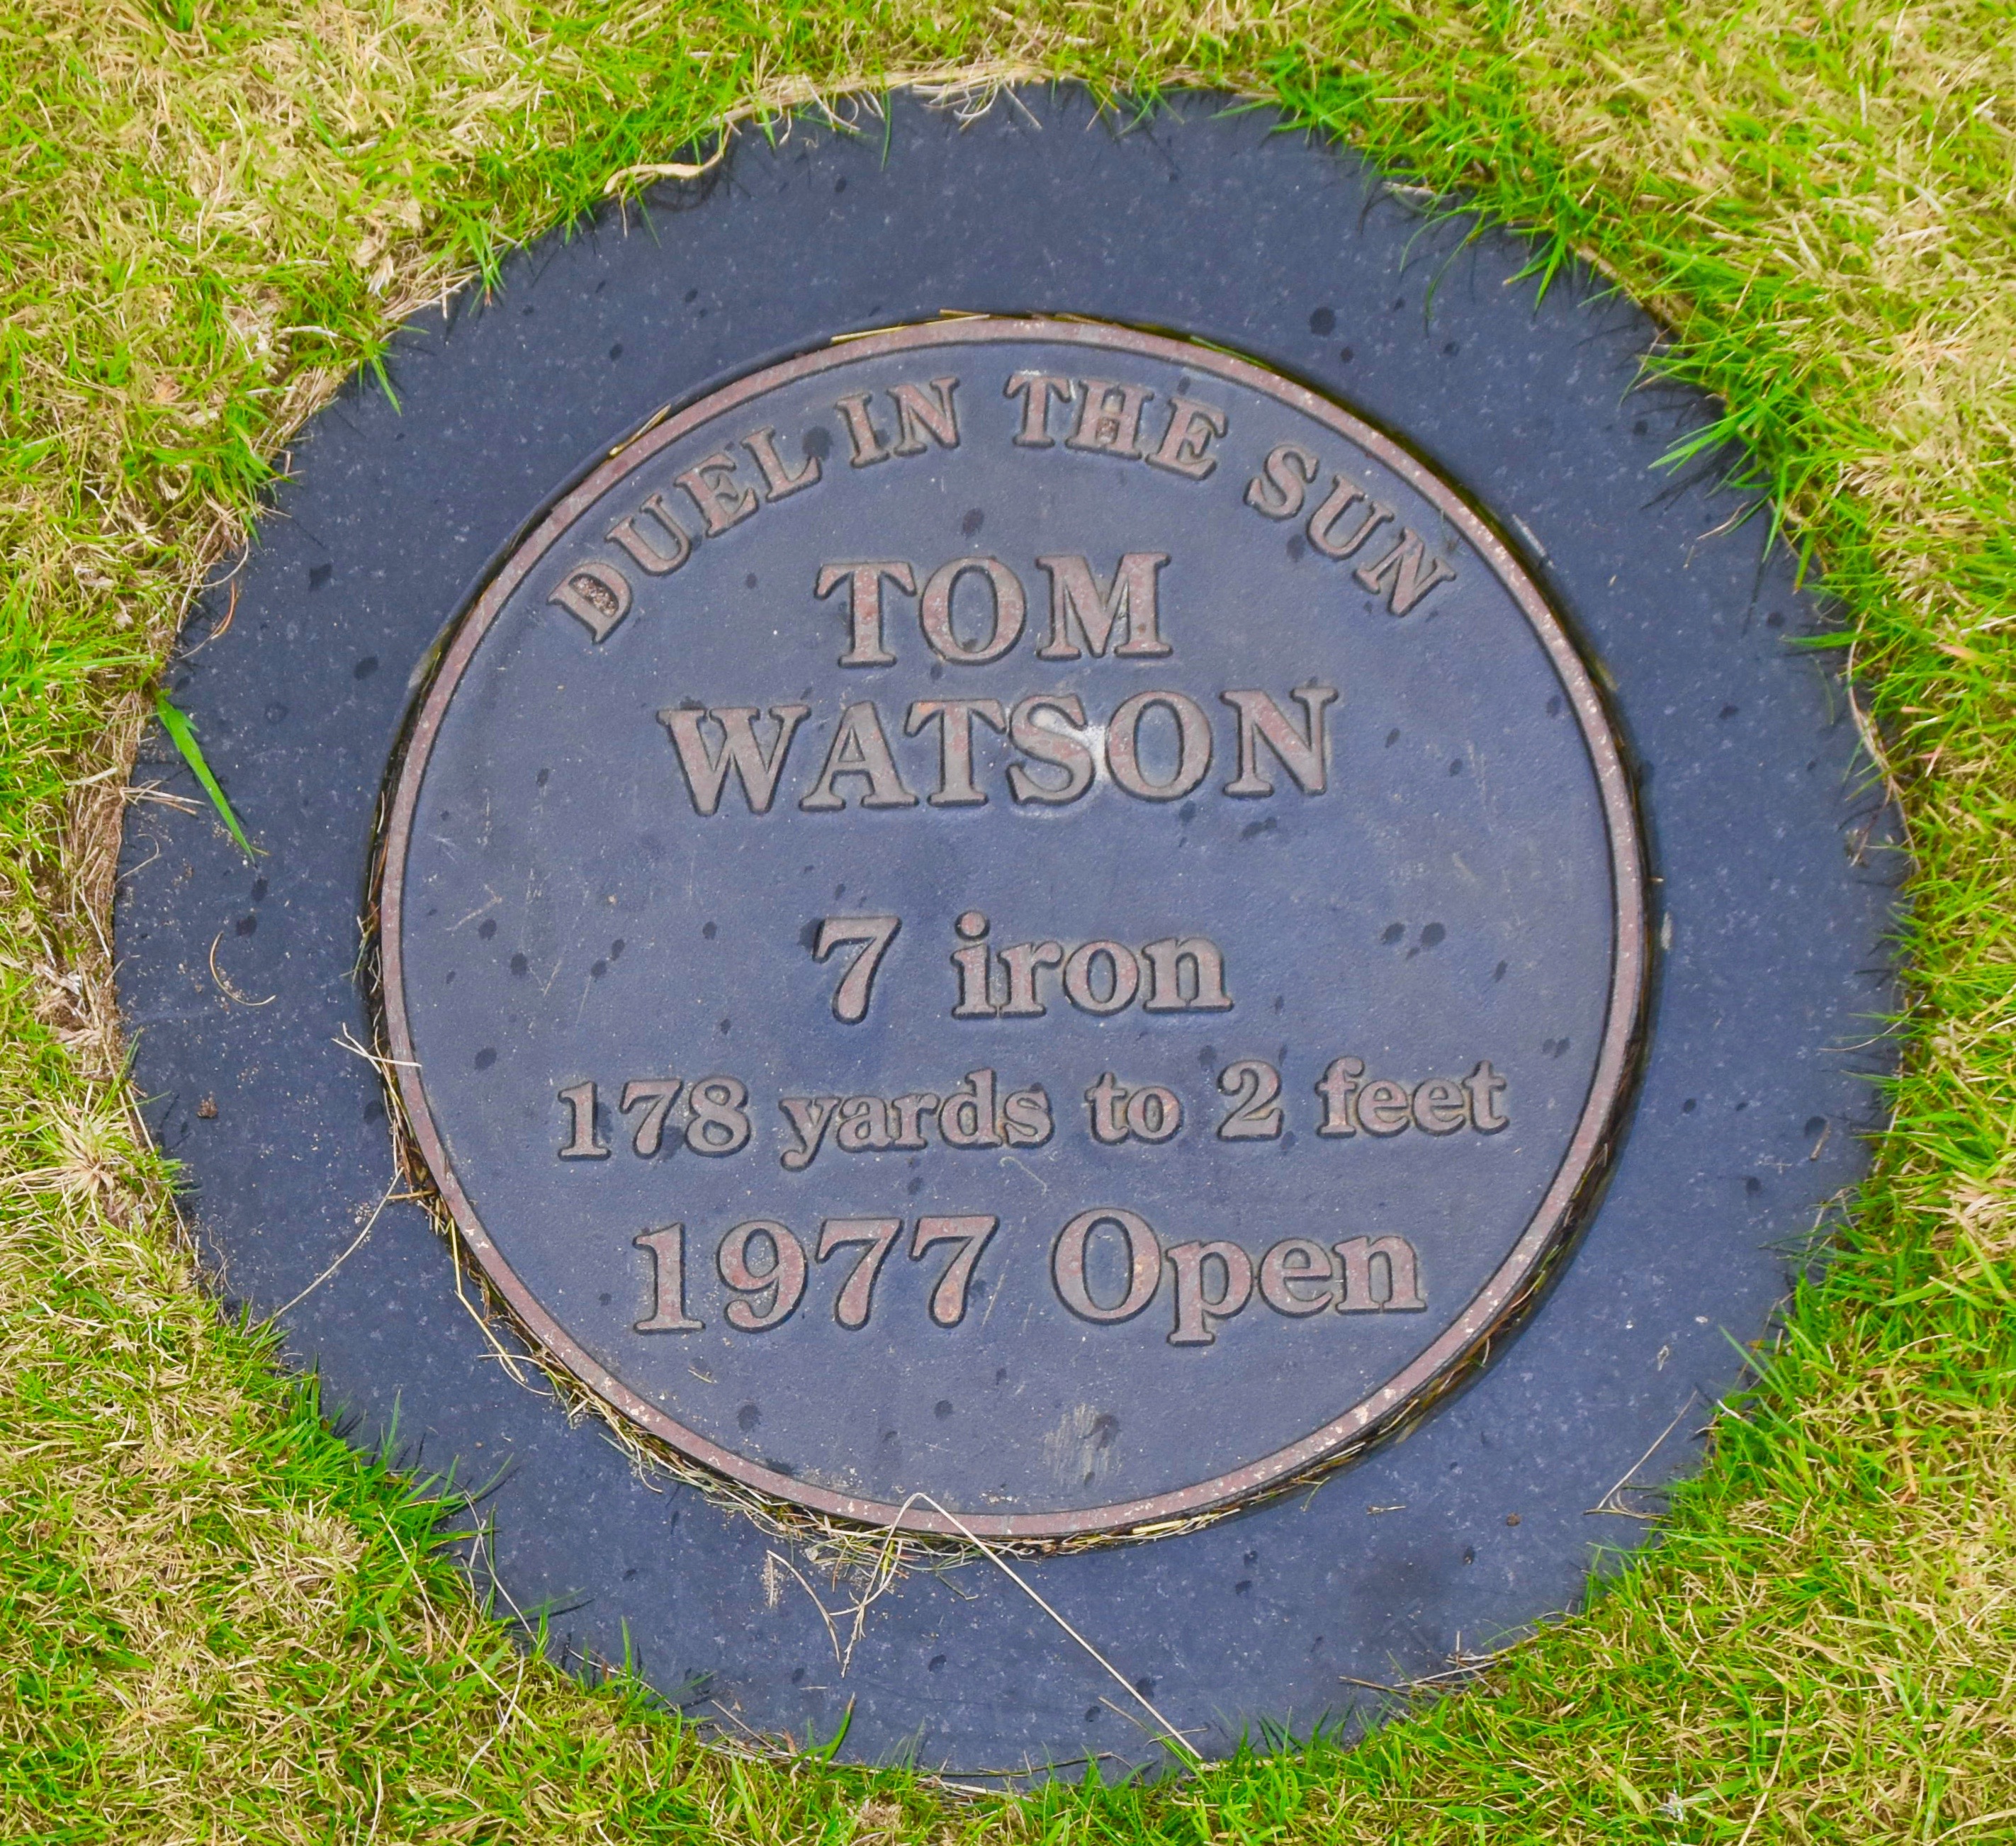 DUEL IN THE SUN
TOM
WATSON
7 iron
178 yards to 2 feet
1977 Open